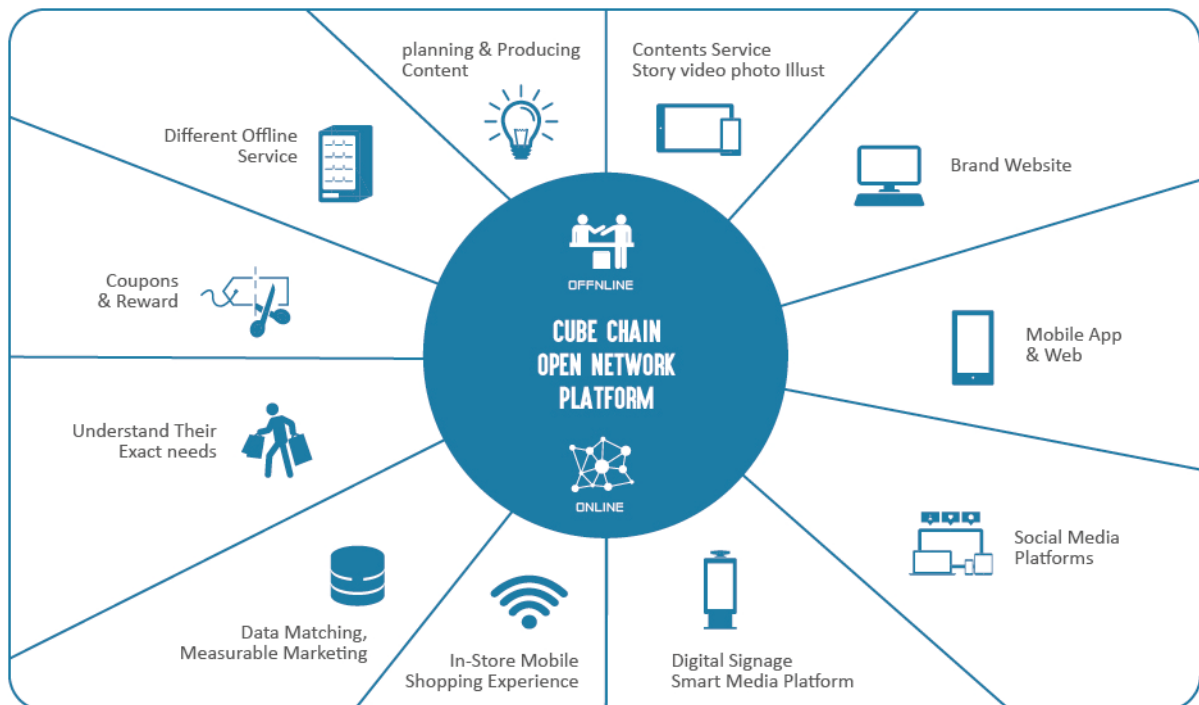 planning & Producing
Content
Contents Service
Story video photo Illust
Different Offline
Service
Brand Website
Coupons
& Reward
OFFNLINE
CUBE CHAIN
OPEN NETWORK
PLATFORM
ONLINE
Mobile App
& Web
Understand Their
Exact needs
Social Media
Platforms
Data Matching,
Measurable Marketing
In-Store Mobile
Shopping Experience
Digital Signage
Smart Media Platform